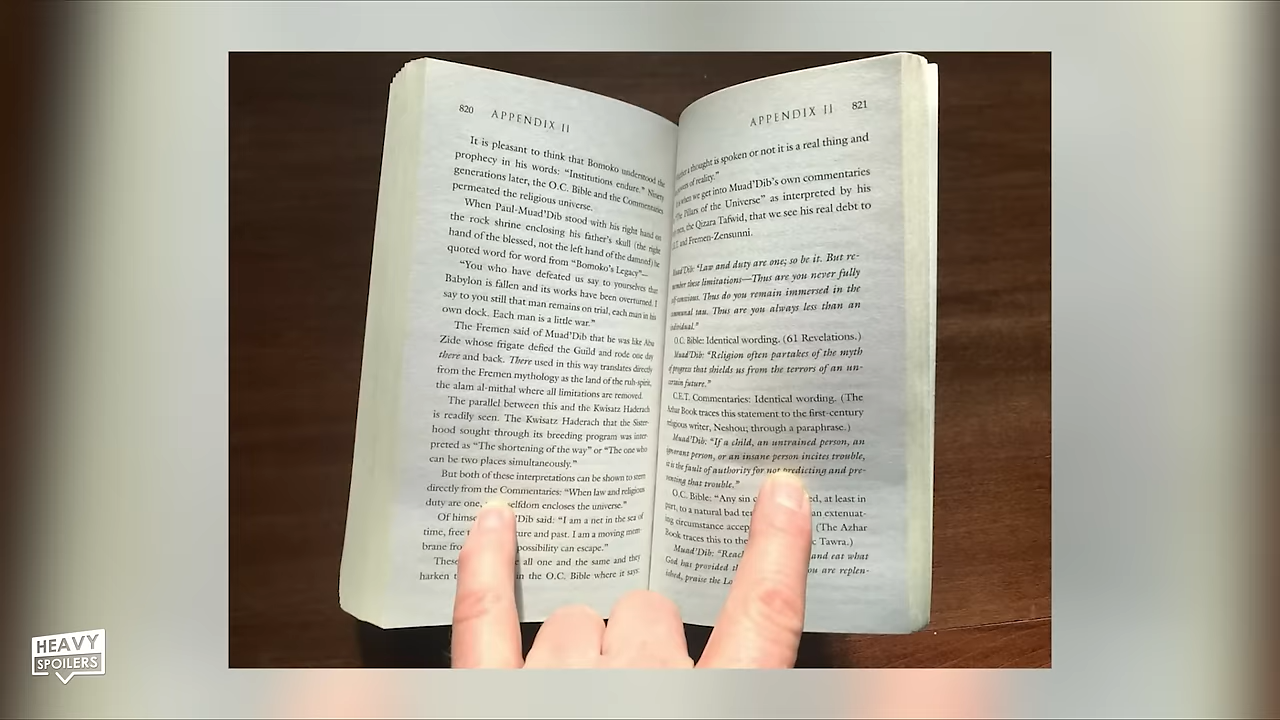 820 APPENDIX II
It is pleasant to think that Bomoko understood the
prophecy in his words: “Institutions endure.” Ninety
generations later, the O.C. Bible and the Commentaries
permeated the religious universe.
When Paul-Muad’Dib stood with his right hand on
the rock shrine enclosing his father’s skull (the right
hand of the blessed, not the left hand of the damned) he
quoted word for word from “Bomoko’s Legacy”—
“You who have defeated us say to yourselves that
Babylon is fallen and its works have been overturned. I
say to you still that man remains on trial, each man in his
own dock. Each man is a little war.”
The Fremen said of Muad’Dib that he was like Abu
Zide whose frigate defied the Guild and rode one day
there and back. There used in this way translates directly
from the Fremen mythology as the land of the ruh-spirit,
the alam al-mithal where all limitations are removed.
The parallel between this and the Kwisatz Haderach
is readily seen. The Kwisatz Haderach that the Sister-
hood sought through its breeding program was inter-
preted as “The shortening of the way” or “The one who
can be two places simultaneously.”
But both of these interpretations can be shown to stem
directly from the Commentaries: “When law and religious
duty are one, selfdom encloses the universe.”
Of himse Dib said: “I am a net in the sea of
time, free t ure and past. I am a moving mem-
brane fro possibility can escape.”
These all one and the same and they
harken t n the O.C. Bible where it says:
APPENDIX II 821
a thought is spoken or not it is a real thing and
of reality.”
when we get into Muad’Dib’s own commentaries
“The Pillars of the Universe” as interpreted by his
the Qizara Tafwid, that we see his real debt to
and Fremen-Zensunni.
Muad’Dib: “Law and duty are one; so be it. But re-
member these limitations—Thus are you never fully
self-conscious. Thus do you remain immersed in the
communal tau. Thus are you always less than an
individual.”
O.C. Bible: Identical wording. (61 Revelations.)
Muad’Dib: “Religion often partakes of the myth
of progress that shields us from the terrors of an un-
certain future.”
C.E.T. Commentaries: Identical wording. (The
Azhar Book traces this statement to the first-century
religious writer, Neshou; through a paraphrase.)
Muad’Dib: “If a child, an untrained person, an
ignorant person, or an insane person incites trouble,
it is the fault of authority for not predicting and pre-
venting that trouble.”
O.C. Bible: “Any sin c ed, at least in
part, to a natural bad ten an extenuat-
ing circumstance accep (The Azhar
Book traces this to the c Tawra.)
Muad’Dib: “Reach and eat what
God has provided th ou are replen-
ished, praise the Lo
HEAVY
SPOILERS